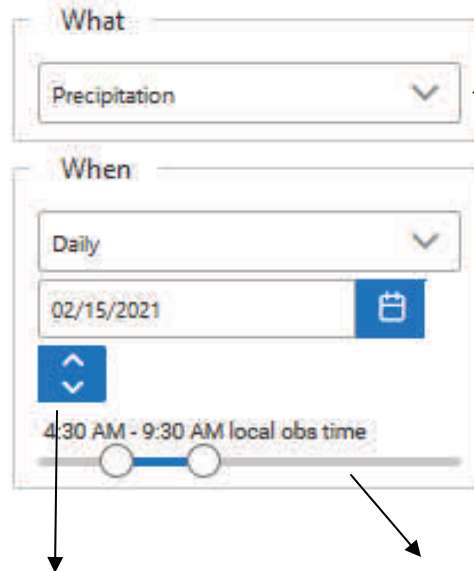 What
Precipitation
When
Daily
02/15/2021
4:30 AM - 9:30 AM local obs time